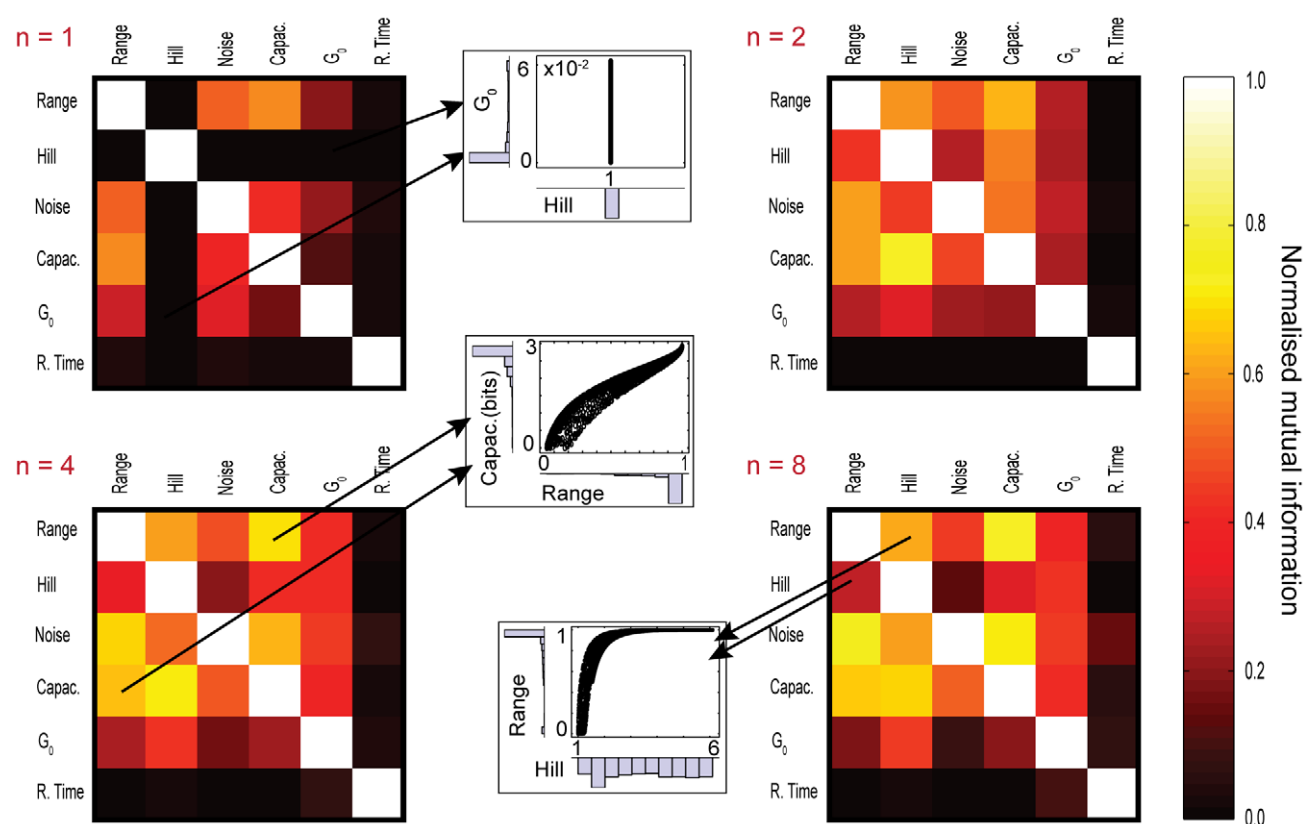 n = 1
Range Hill Noise Capac. G₀ R. Time
Range
Hill
Noise
Capac.
G₀
R. Time
6 x10⁻²
G₀
0
1
Hill
n = 2
Range Hill Noise Capac. G₀ R. Time
Range
Hill
Noise
Capac.
G₀
R. Time
3
Capac.(bits)
0
0 1
Range
n = 4
Range Hill Noise Capac. G₀ R. Time
Range
Hill
Noise
Capac.
G₀
R. Time
1
Range
0
1 6
Hill
n = 8
Range Hill Noise Capac. G₀ R. Time
Range
Hill
Noise
Capac.
G₀
R. Time
1.0
0.8
0.6
0.4
0.2
0.0
Normalised mutual information